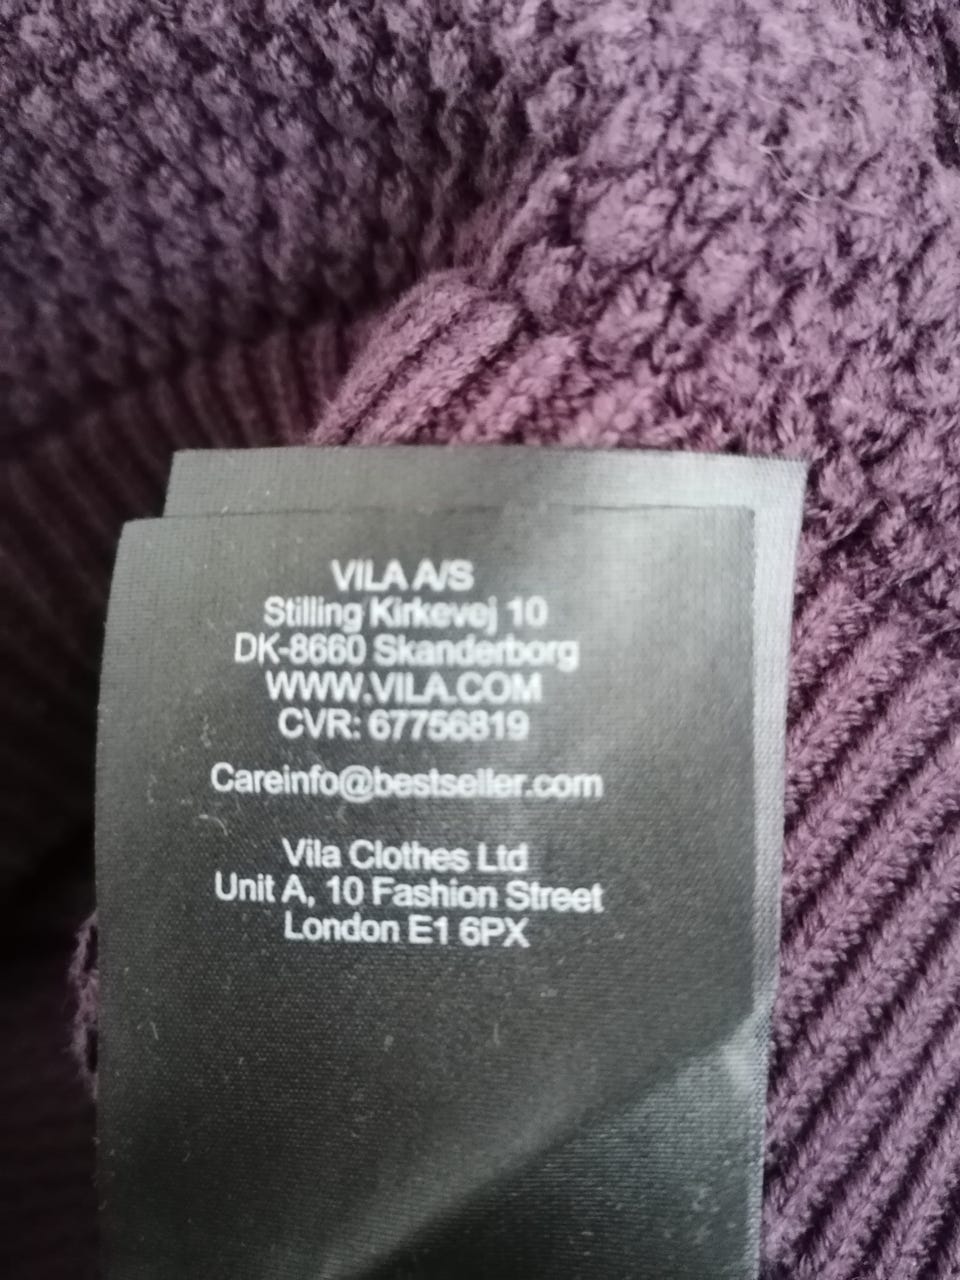 VILA A/S
Stilling Kirkevej 10
DK-8660 Skanderborg
WWW.VILA.COM
CVR: 67756819
Careinfo@bestseller.com
Vila Clothes Ltd
Unit A, 10 Fashion Street
London E1 6PX